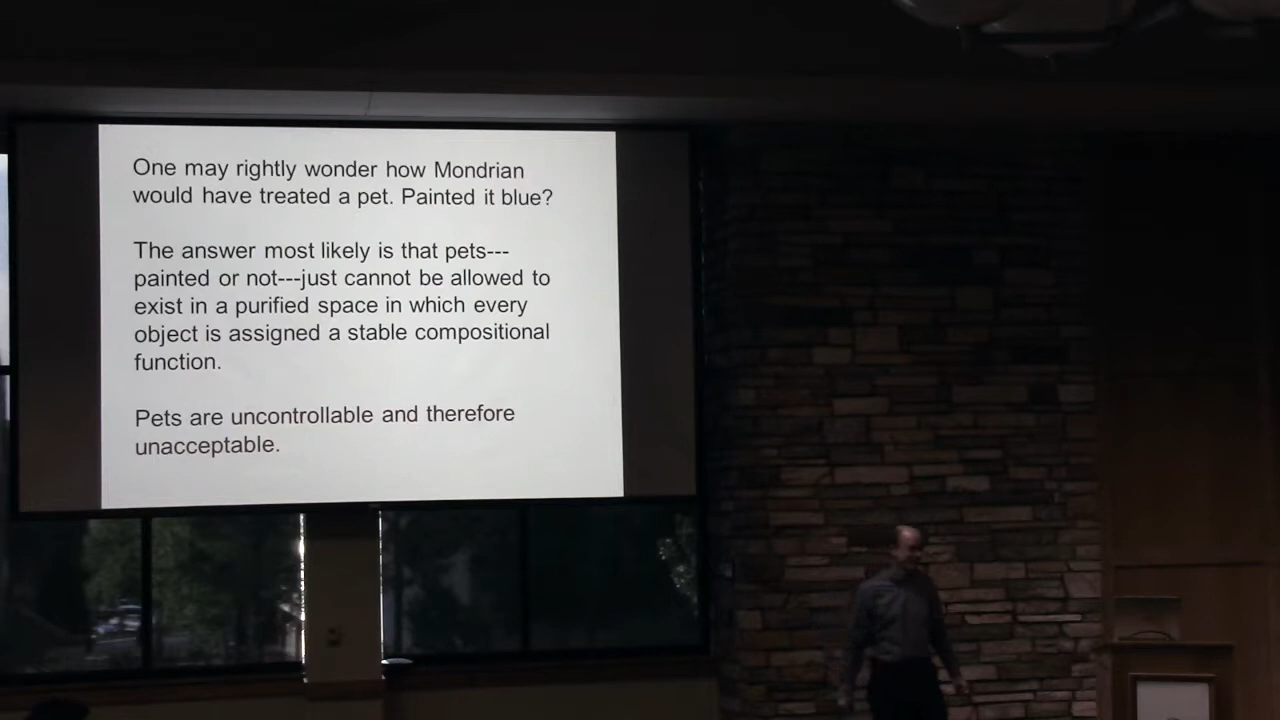 One may rightly wonder how Mondrian
would have treated a pet. Painted it blue?
The answer most likely is that pets---
painted or not---just cannot be allowed to
exist in a purified space in which every
object is assigned a stable compositional
function.
Pets are uncontrollable and therefore
unacceptable.